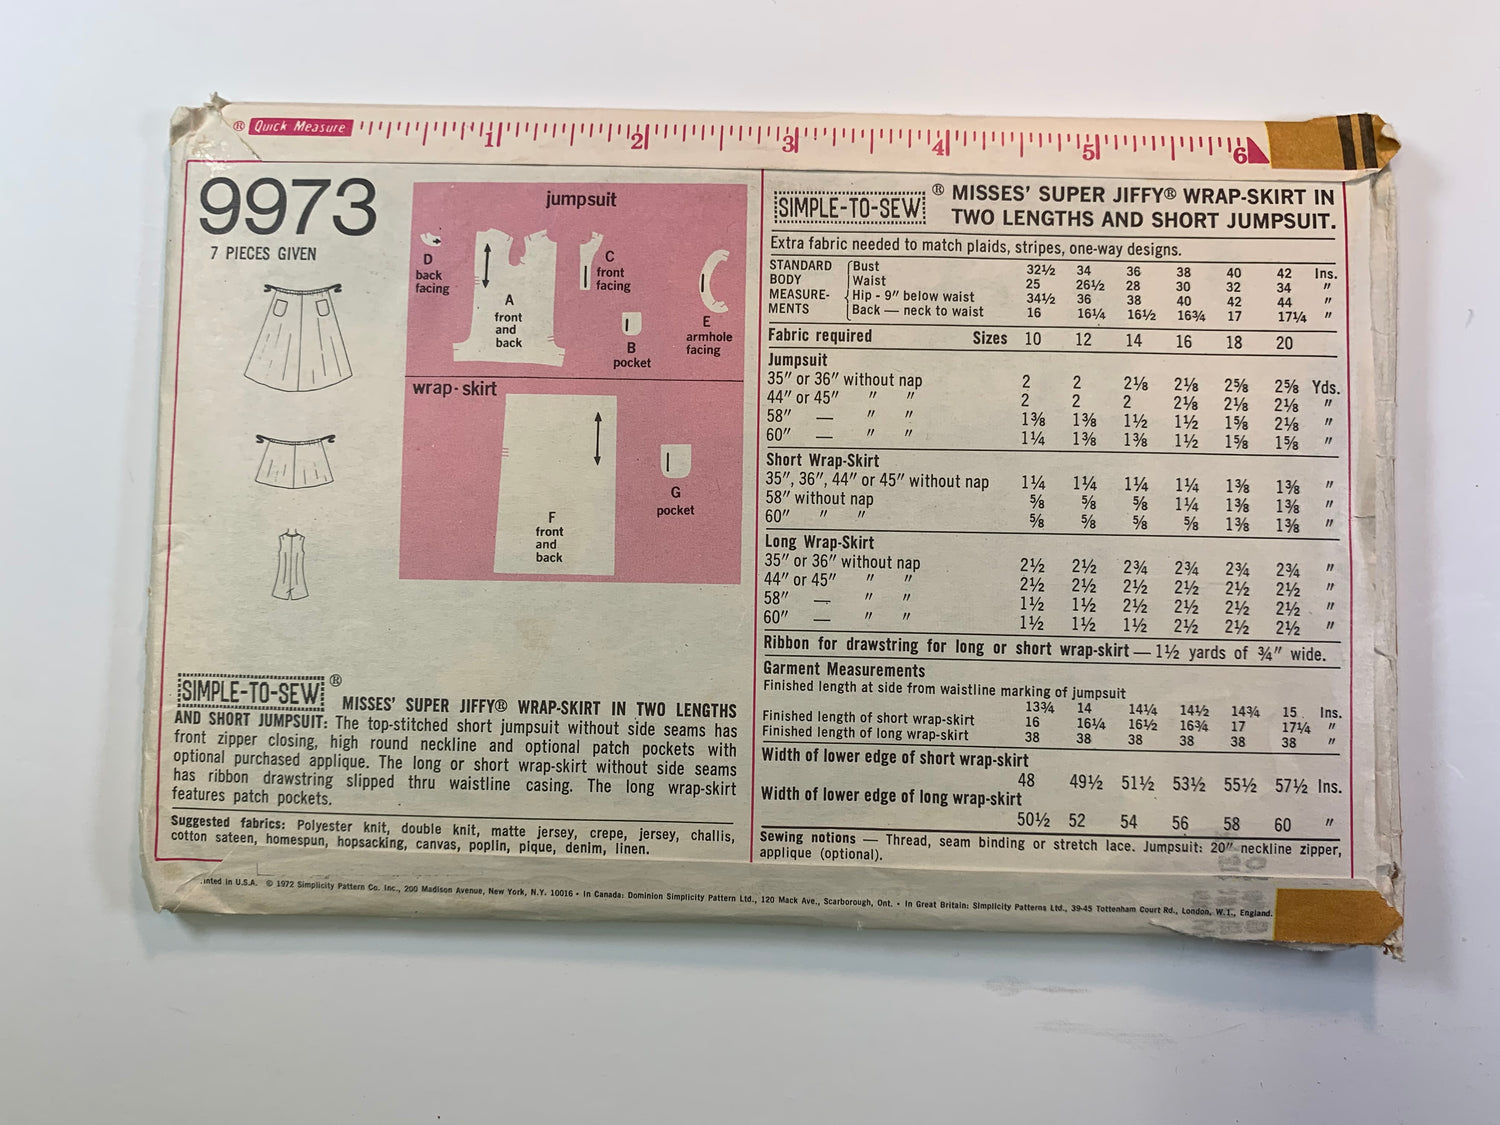 ® Quick Measure 1 2 3 4 5 6
9973
7 PIECES GIVEN
jumpsuit
D
back
facing
A
front
and
back
C
front
facing
B
pocket
E
armhole
facing
wrap-skirt
F
front
and
back
G
pocket
SIMPLE-TO-SEW® MISSES' SUPER JIFFY® WRAP-SKIRT IN TWO LENGTHS
AND SHORT JUMPSUIT: The top-stitched short jumpsuit without side seams has
front zipper closing, high round neckline and optional patch pockets with
optional purchased applique. The long or short wrap-skirt without side seams
has ribbon drawstring slipped thru waistline casing. The long wrap-skirt
features patch pockets.
Suggested fabrics: Polyester knit, double knit, matte jersey, crepe, jersey, challis,
cotton sateen, homespun, hopsacking, canvas, poplin, pique, denim, linen.
SIMPLE-TO-SEW ® MISSES' SUPER JIFFY® WRAP-SKIRT IN
TWO LENGTHS AND SHORT JUMPSUIT.
Extra fabric needed to match plaids, stripes, one-way designs.
STANDARD Bust 32½ 34 36 38 40 42 Ins.
BODY Waist 25 26½ 28 30 32 34 "
MEASURE- Hip - 9" below waist 34½ 36 38 40 42 44 "
MENTS Back — neck to waist 16 16¼ 16½ 16¾ 17 17¼ "
Fabric required Sizes 10 12 14 16 18 20
Jumpsuit
35" or 36" without nap 2 2 2⅛ 2⅛ 2⅝ 2⅝ Yds.
44" or 45" " " 2 2 2 2⅛ 2⅛ 2⅛ "
58" — " " 1⅜ 1⅜ 1½ 1½ 1⅝ 2⅛ "
60" — " " 1¼ 1⅜ 1⅜ 1½ 1⅝ 1⅝ "
Short Wrap-Skirt
35", 36", 44" or 45" without nap 1¼ 1¼ 1¼ 1¼ 1⅜ 1⅜ "
58" without nap ⅝ ⅝ ⅝ 1¼ 1⅜ 1⅜ "
60" " " ⅝ ⅝ ⅝ ⅝ 1⅜ 1⅜ "
Long Wrap-Skirt
35" or 36" without nap 2½ 2½ 2¾ 2¾ 2¾ 2¾ "
44" or 45" " " 2½ 2½ 2½ 2½ 2½ 2½ "
58" — " " 1½ 1½ 2½ 2½ 2½ 2½ "
60" — " " 1½ 1½ 1½ 2½ 2½ 2½ "
Ribbon for drawstring for long or short wrap-skirt — 1½ yards of ¾" wide.
Garment Measurements
Finished length at side from waistline marking of jumpsuit
13¾ 14 14¼ 14½ 14¾ 15 Ins.
Finished length of short wrap-skirt 16 16¼ 16½ 16¾ 17 17¼ "
Finished length of long wrap-skirt 38 38 38 38 38 38 "
Width of lower edge of short wrap-skirt
48 49½ 51½ 53½ 55½ 57½ Ins.
Width of lower edge of long wrap-skirt
50½ 52 54 56 58 60 "
Sewing notions — Thread, seam binding or stretch lace. Jumpsuit: 20" neckline zipper,
applique (optional).
inted in U.S.A. © 1972 Simplicity Pattern Co. Inc., 200 Madison Avenue, New York, N.Y. 10016 • In Canada: Dominion Simplicity Pattern Ltd., 120 Mack Ave., Scarborough, Ont. • In Great Britain: Simplicity Patterns Ltd., 39-45 Tottenham Court Rd., London, W.1., England.